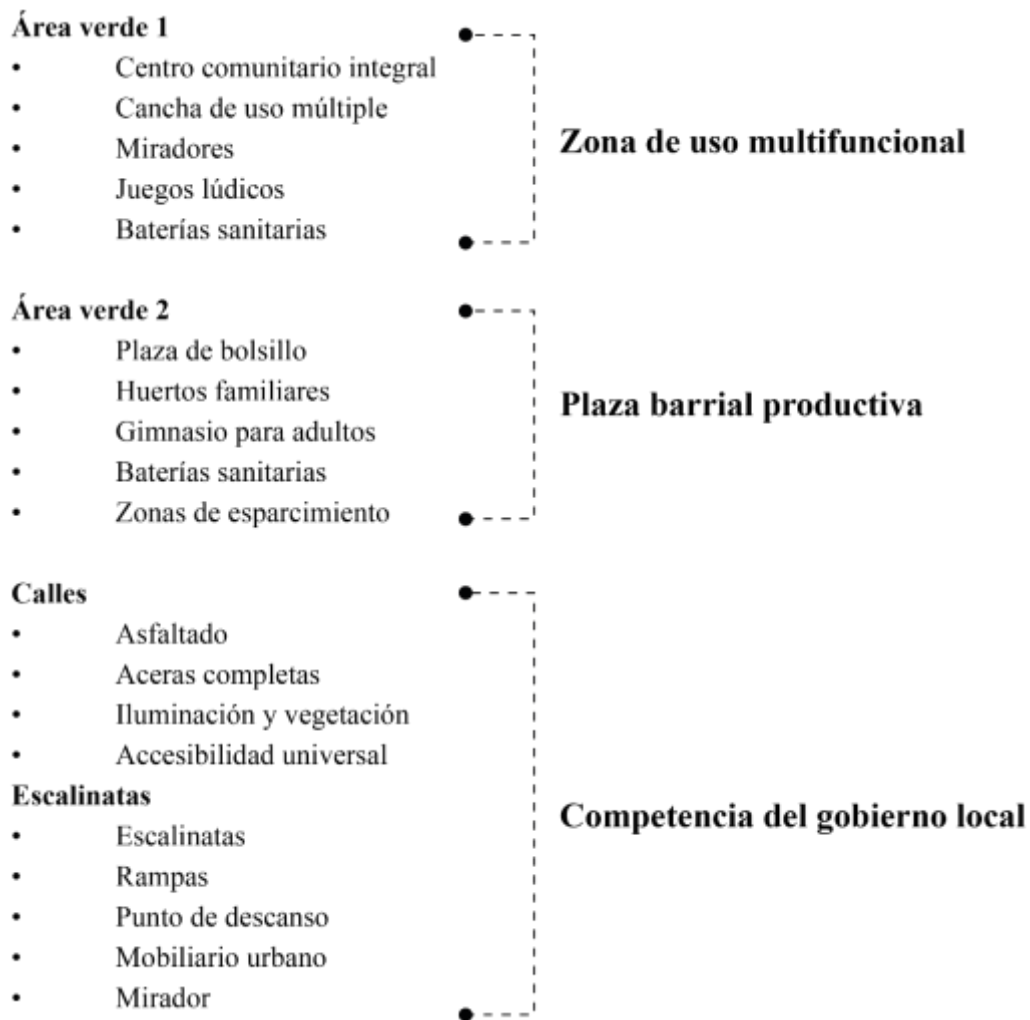 Área verde 1
• Centro comunitario integral
• Cancha de uso múltiple
• Miradores
• Juegos lúdicos
• Baterías sanitarias
Zona de uso multifuncional
Área verde 2
• Plaza de bolsillo
• Huertos familiares
• Gimnasio para adultos
• Baterías sanitarias
• Zonas de esparcimiento
Plaza barrial productiva
Calles
• Asfaltado
• Aceras completas
• Iluminación y vegetación
• Accesibilidad universal
Escalinatas
• Escalinatas
• Rampas
• Punto de descanso
• Mobiliario urbano
• Mirador
Competencia del gobierno local